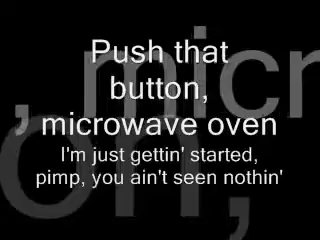 Push that
button,
microwave oven
I'm just gettin' started,
pimp, you ain't seen nothin'